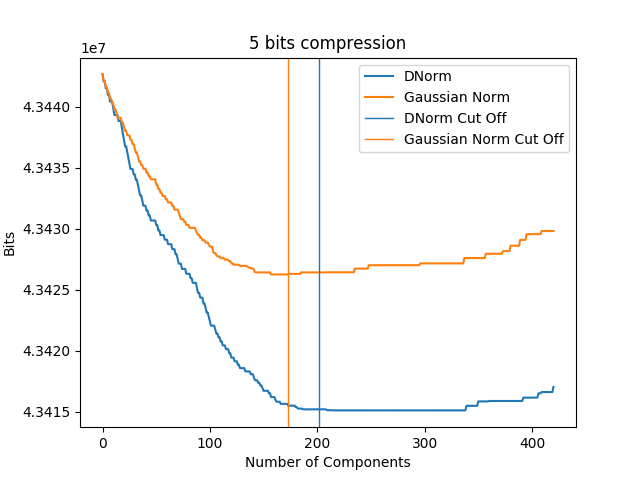 5 bits compression
1e7
DNorm
Gaussian Norm
DNorm Cut Off
Gaussian Norm Cut Off
4.3440
4.3435
4.3430
4.3425
4.3420
4.3415
Bits
0 100 200 300 400
Number of Components